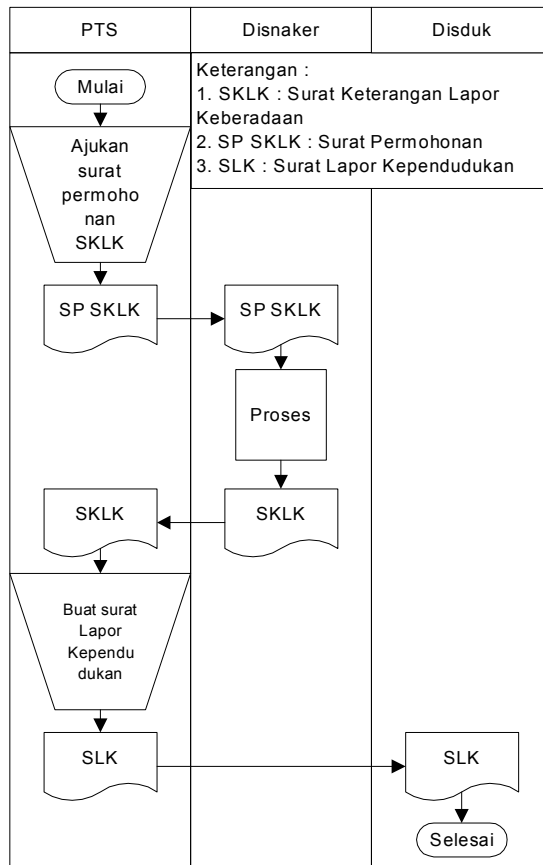 PTS
Disnaker
Disduk
Mulai
Keterangan :
1. SKLK : Surat Keterangan Lapor
Keberadaan
2. SP SKLK : Surat Permohonan
3. SLK : Surat Lapor Kependudukan
Ajukan
surat
permoho
nan
SKLK
SP SKLK
SP SKLK
Proses
SKLK
SKLK
Buat surat
Lapor
Kependu
dukan
SLK
SLK
Selesai